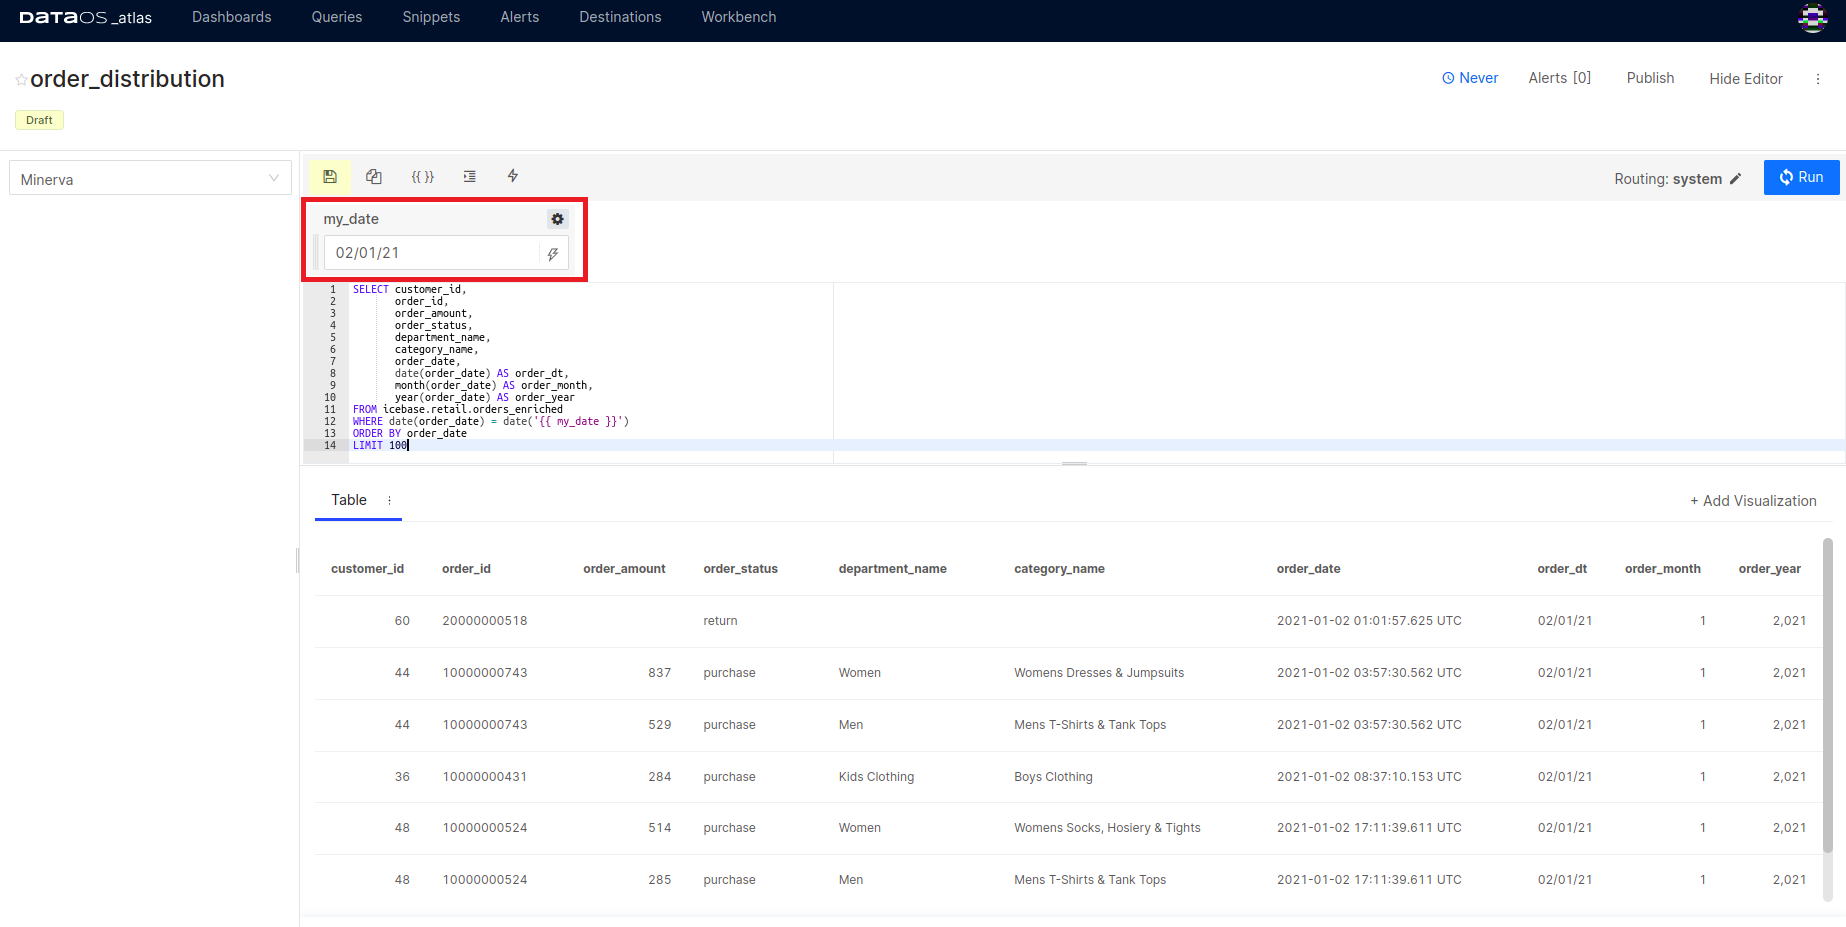 DATAOS _atlas Dashboards Queries Snippets Alerts Destinations Workbench
order_distribution Never Alerts [0] Publish Hide Editor
Draft
Minerva {{ }} Routing: system Run
my_date
02/01/21
1 SELECT customer_id,
2 order_id,
3 order_amount,
4 order_status,
5 department_name,
6 category_name,
7 order_date,
8 date(order_date) AS order_dt,
9 month(order_date) AS order_month,
10 year(order_date) AS order_year
11 FROM icebase.retail.orders_enriched
12 WHERE date(order_date) = date('{{ my_date }}')
13 ORDER BY order_date
14 LIMIT 100
Table + Add Visualization
customer_id order_id order_amount order_status department_name category_name order_date order_dt order_month order_year
60 20000000518 return 2021-01-02 01:01:57.625 UTC 02/01/21 1 2,021
44 10000000743 837 purchase Women Womens Dresses & Jumpsuits 2021-01-02 03:57:30.562 UTC 02/01/21 1 2,021
44 10000000743 529 purchase Men Mens T-Shirts & Tank Tops 2021-01-02 03:57:30.562 UTC 02/01/21 1 2,021
36 10000000431 284 purchase Kids Clothing Boys Clothing 2021-01-02 08:37:10.153 UTC 02/01/21 1 2,021
48 10000000524 514 purchase Women Womens Socks, Hosiery & Tights 2021-01-02 17:11:39.611 UTC 02/01/21 1 2,021
48 10000000524 285 purchase Men Mens T-Shirts & Tank Tops 2021-01-02 17:11:39.611 UTC 02/01/21 1 2,021